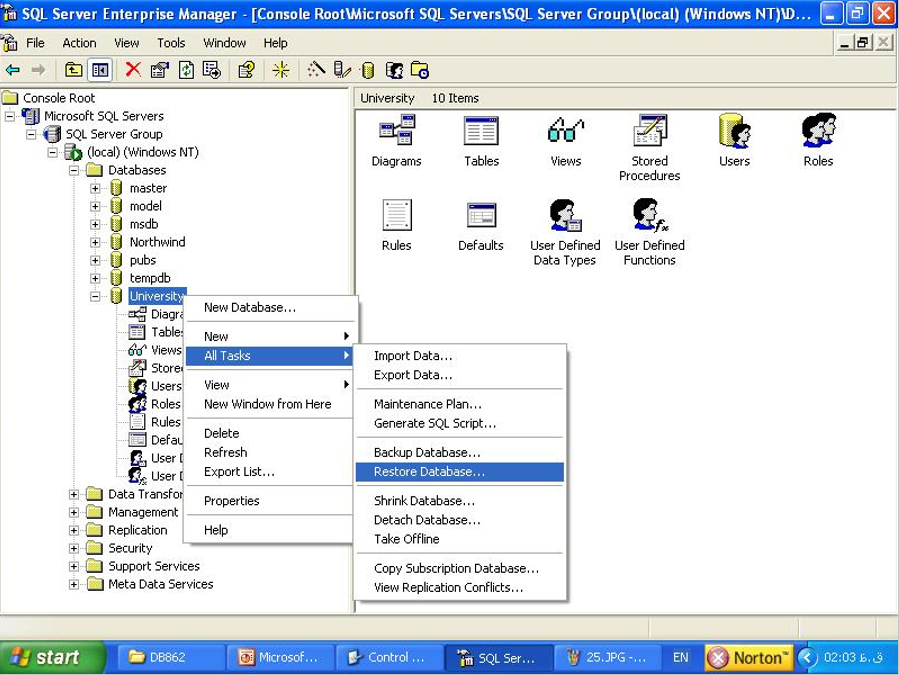 SQL Server Enterprise Manager - [Console Root\Microsoft SQL Servers\SQL Server Group\(local) (Windows NT)\D...
File Action View Tools Window Help
Console Root
Microsoft SQL Servers
SQL Server Group
(local) (Windows NT)
Databases
master
model
msdb
Northwind
pubs
tempdb
University
Diagra
Tables
Views
Stored
Users
Roles
Rules
Defau
User D
User D
Data Transfor
Management
Replication
Security
Support Services
Meta Data Services
University 10 Items
Diagrams Tables Views Stored Procedures Users Roles
Rules Defaults User Defined Data Types User Defined Functions
New Database...
New
All Tasks
View
New Window from Here
Delete
Refresh
Export List...
Properties
Help
Import Data...
Export Data...
Maintenance Plan...
Generate SQL Script...
Backup Database...
Restore Database...
Shrink Database...
Detach Database...
Take Offline
Copy Subscription Database...
View Replication Conflicts...
start DB862 Microsof... Control ... SQL Ser... 25.JPG -... EN Norton™ 02:03 ق.ظ